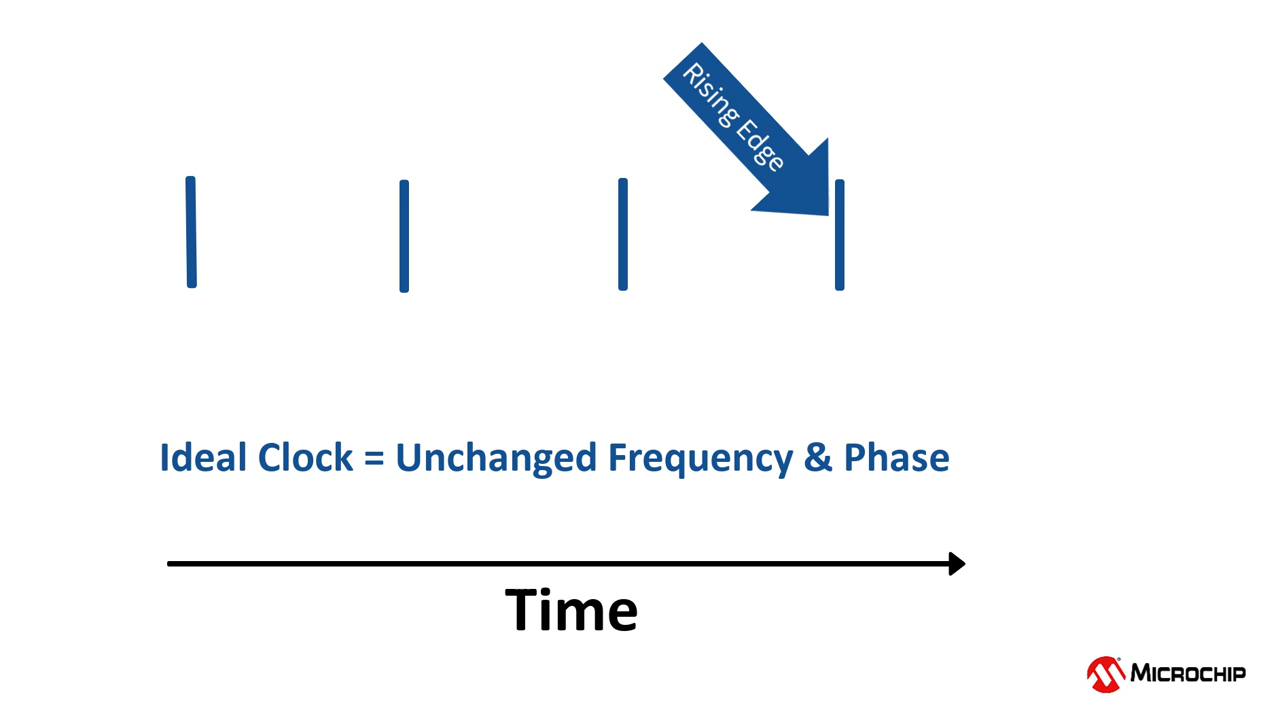 Rising Edge
Ideal Clock = Unchanged Frequency & Phase
Time
MICROCHIP